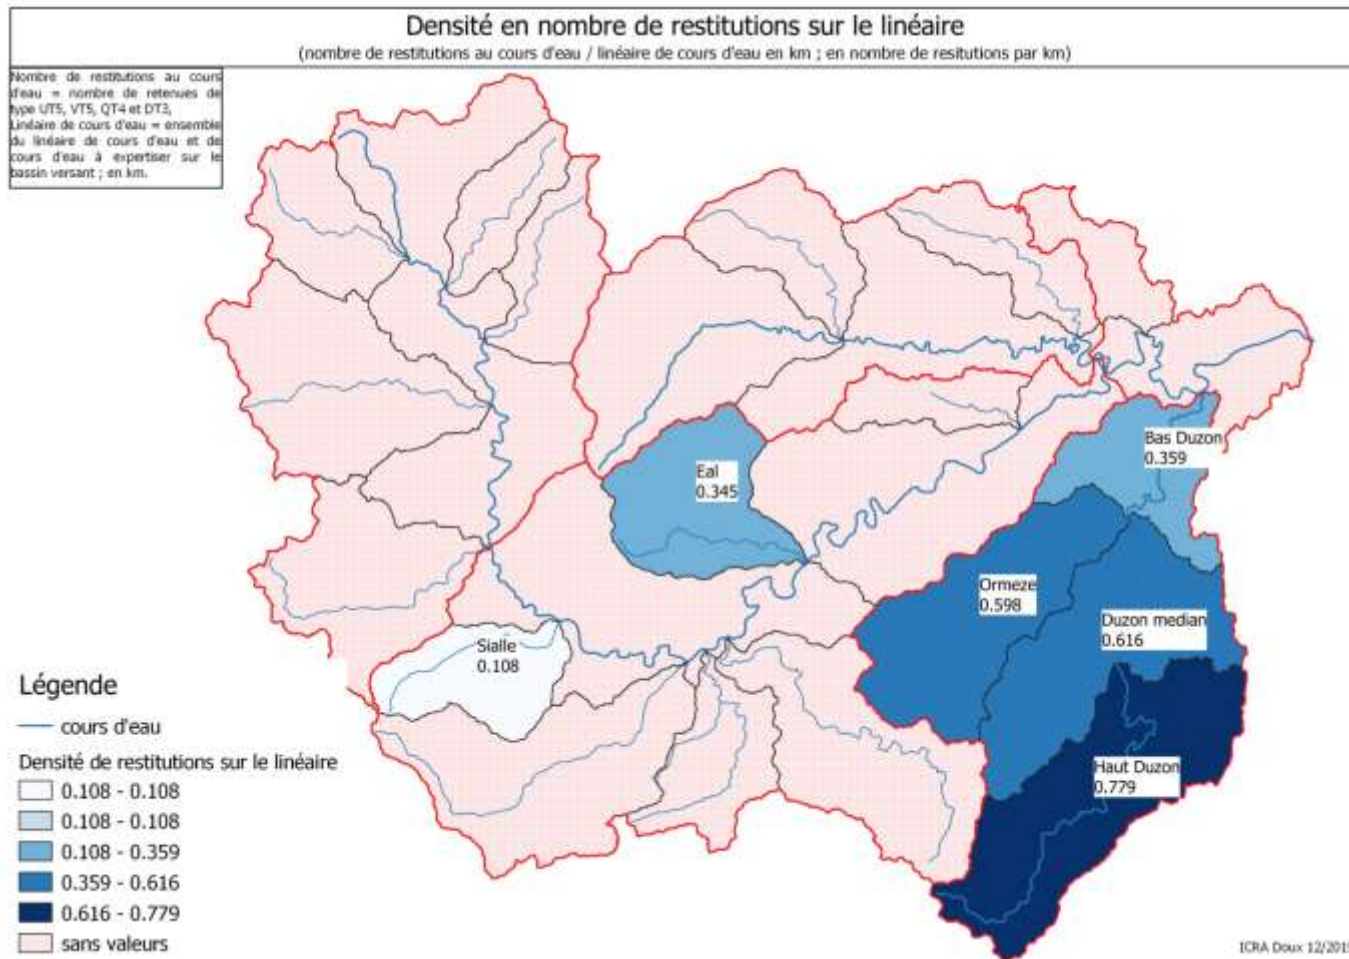 Densité en nombre de restitutions sur le linéaire
(nombre de restitutions au cours d'eau / linéaire de cours d'eau en km ; en nombre de resitutions par km)
Nombre de restitutions au cours
d'eau = nombre de retenues de
type UT5, VT5, QT4 et DT3,
Linéaire de cours d'eau = ensemble
du linéaire de cours d'eau et de
cours d'eau à expertiser sur le
bassin versant ; en km.
Bas Duzon
0.359
Eal
0.345
Ormeze
0.598
Duzon median
0.616
Sialle
0.108
Haut Duzon
0.779
Légende
cours d'eau
Densité de restitutions sur le linéaire
0.108 - 0.108
0.108 - 0.108
0.108 - 0.359
0.359 - 0.616
0.616 - 0.779
sans valeurs
ICRA Doux 12/2019